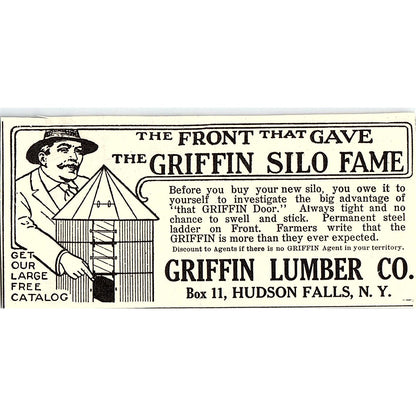 THE FRONT THAT GAVE
THE GRIFFIN SILO FAME
Before you buy your new silo, you owe it to
yourself to investigate the big advantage of
"that GRIFFIN Door." Always tight and no
chance to swell and stick. Permanent steel
ladder on Front. Farmers write that the
GRIFFIN is more than they ever expected.
Discount to Agents if there is no GRIFFIN Agent in your territory.
GRIFFIN LUMBER CO.
Box 11, HUDSON FALLS, N. Y.
GET
OUR
LARGE
FREE
CATALOG